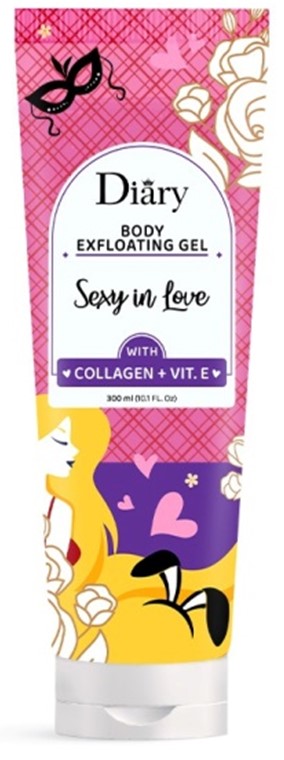 Diary
BODY
EXFLOATING GEL
Sexy in Love
WITH
COLLAGEN + VIT. E
300 ml (10.1 FL. Oz)